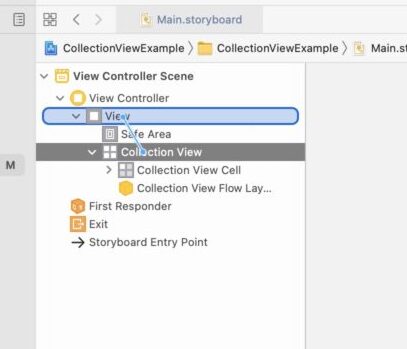 Main.storyboard
CollectionViewExample CollectionViewExample Main.st
View Controller Scene
View Controller
View
Safe Area
M
Collection View
Collection View Cell
Collection View Flow Lay...
First Responder
Exit
Storyboard Entry Point